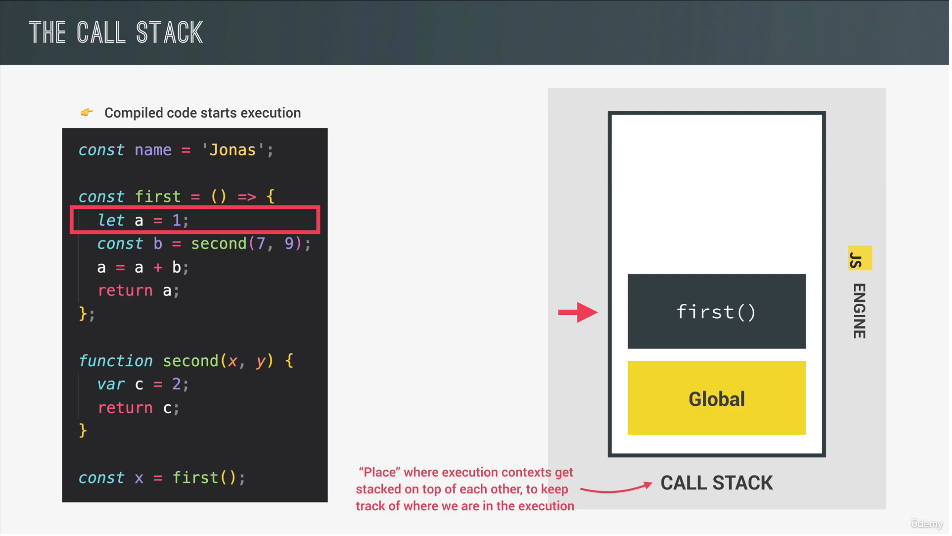 THE CALL STACK
👉 Compiled code starts execution
const name = 'Jonas';
const first = () => {
let a = 1;
const b = second(7, 9);
a = a + b;
return a;
};
function second(x, y) {
var c = 2;
return c;
}
const x = first();
first()
Global
JS
ENGINE
“Place” where execution contexts get
stacked on top of each other, to keep
track of where we are in the execution
CALL STACK
ûdemy